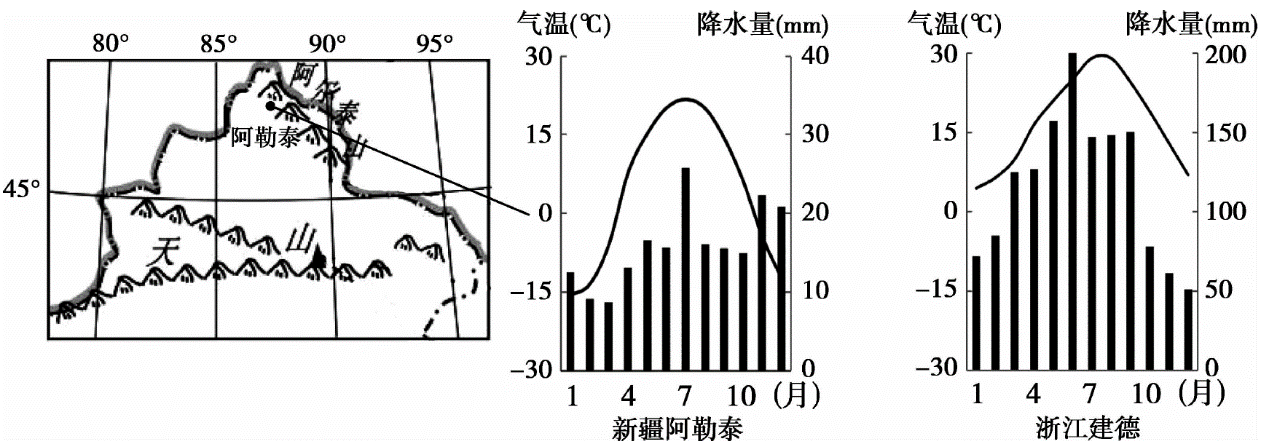 80° 85° 90° 95°
45°
阿尔泰山
阿勒泰
天 山
气温(℃) 降水量(mm)
30 40
15 30
0 20
−15 10
−30 0
1 4 7 10 (月)
新疆阿勒泰
气温(℃) 降水量(mm)
30 200
15 150
0 100
−15 50
−30 0
1 4 7 10 (月)
浙江建德